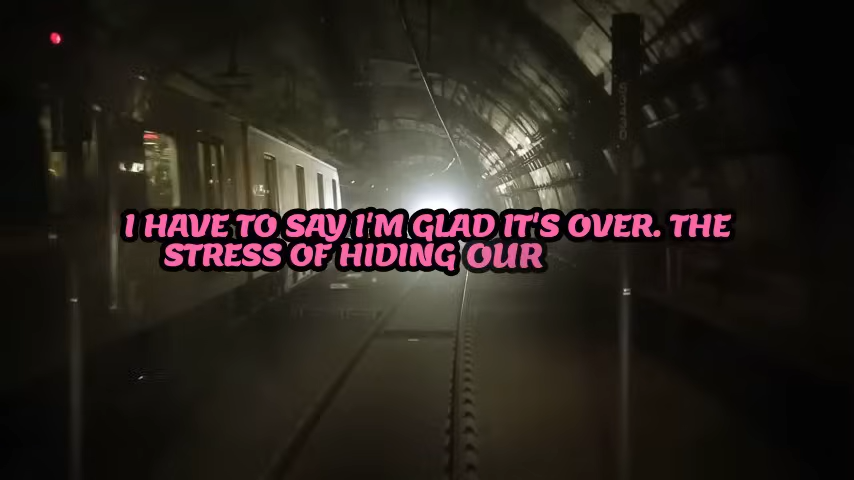 I HAVE TO SAY I'M GLAD IT'S OVER. THE
STRESS OF HIDING OUR